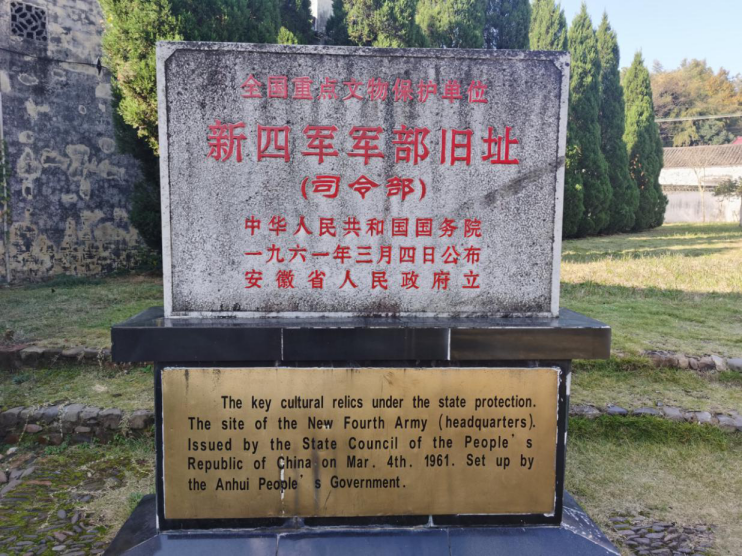 全国重点文物保护单位
新四军军部旧址
(司令部)
中华人民共和国国务院
一九六一年三月四日公布
安徽省人民政府立
The key cultural relics under the state protection.
The site of the New Fourth Army (headquarters).
Issued by the State Council of the People's
Republic of China on Mar. 4th. 1961. Set up by
the Anhui People's Government.